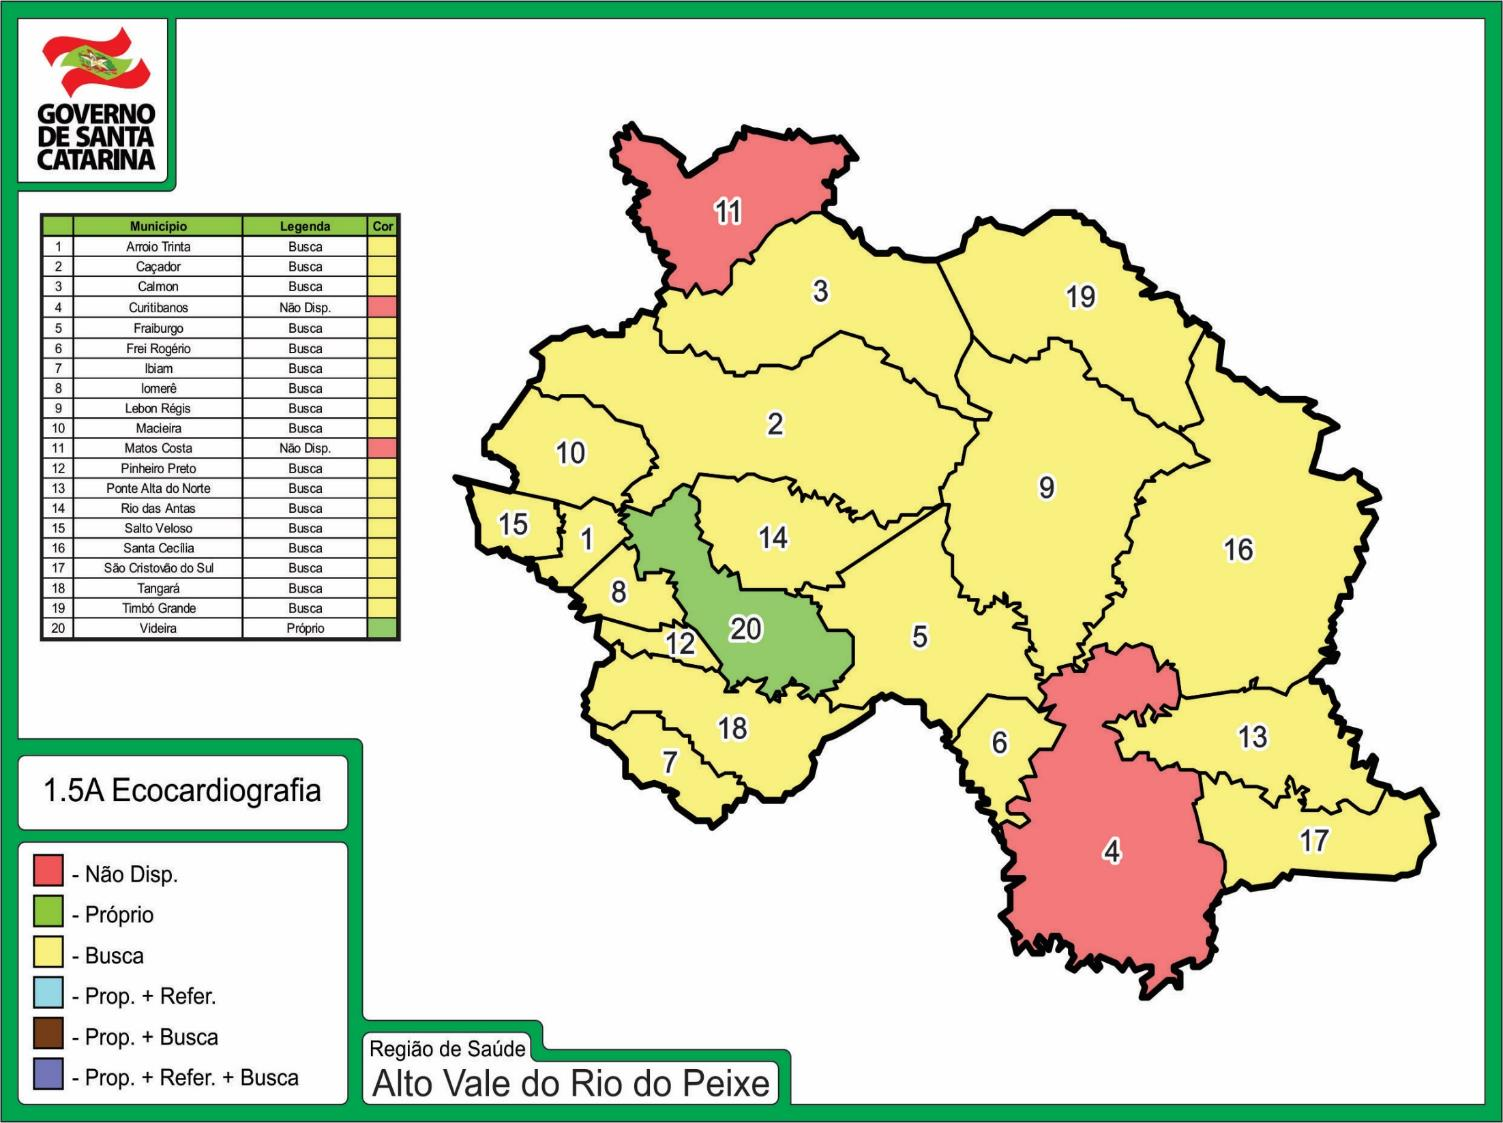 GOVERNO
DE SANTA
CATARINA
Município Legenda Cor
1 Arroio Trinta Busca
2 Caçador Busca
3 Calmon Busca
4 Curitibanos Não Disp.
5 Fraiburgo Busca
6 Frei Rogério Busca
7 Ibiam Busca
8 Iomerê Busca
9 Lebon Régis Busca
10 Macieira Busca
11 Matos Costa Não Disp.
12 Pinheiro Preto Busca
13 Ponte Alta do Norte Busca
14 Rio das Antas Busca
15 Salto Veloso Busca
16 Santa Cecília Busca
17 São Cristovão do Sul Busca
18 Tangará Busca
19 Timbó Grande Busca
20 Videira Próprio
11
3
19
2
10
9
15
1
14
16
8
20
5
12
18
6
13
7
4
17
1.5A Ecocardiografia
- Não Disp.
- Próprio
- Busca
- Prop. + Refer.
- Prop. + Busca
- Prop. + Refer. + Busca
Região de Saúde
Alto Vale do Rio do Peixe